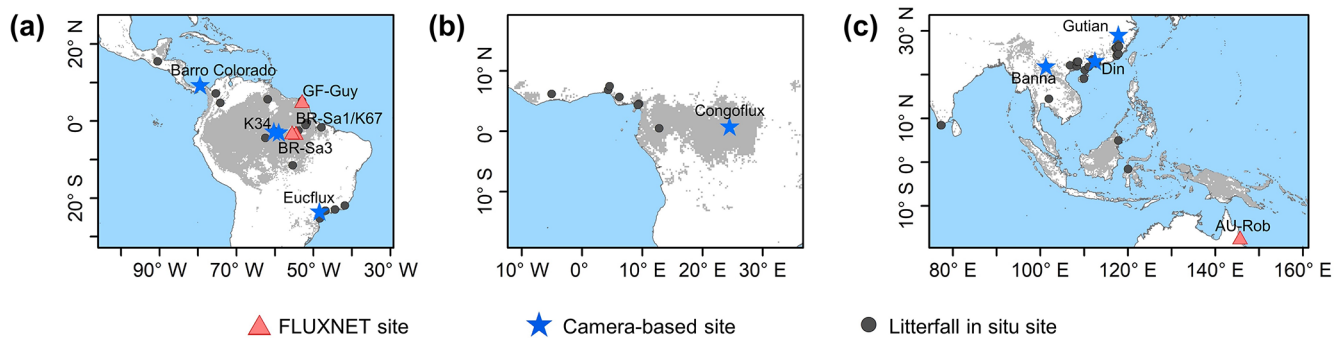 (a)
20° N
0°
20° S
90° W 70° W 50° W 30° W
Barro Colorado
GF-Guy
K34
BR-Sa1/K67
BR-Sa3
Eucflux
(b)
10° N
0°
10° S
10° W 0° 10° E 20° E 30° E
Congoflux
(c)
30° N
20° N
10° N
0°
10° S
80° E 100° E 120° E 140° E 160° E
Gutian
Banna
Din
AU-Rob
FLUXNET site
Camera-based site
Litterfall in situ site